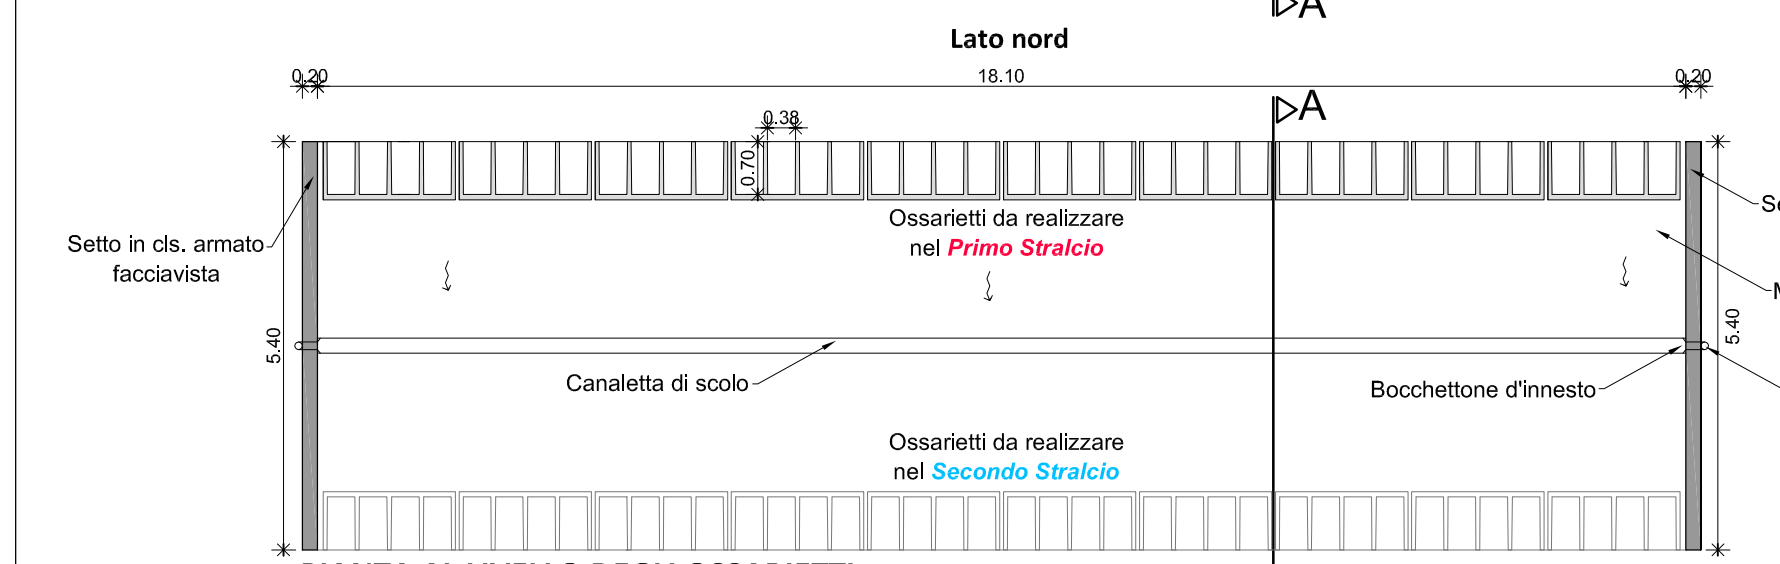 A
Lato nord
0.20
18.10
0.20
A
0.38
0.70
Ossarietti da realizzare
nel Primo Stralcio
Setto in cls. armato
facciavista
Se
M
5.40
5.40
Canaletta di scolo
Bocchettone d'innesto
Ossarietti da realizzare
nel Secondo Stralcio